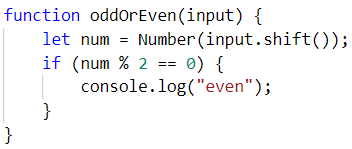 function oddOrEven(input) {
    let num = Number(input.shift());
    if (num % 2 == 0) {
        console.log("even");
    }
}